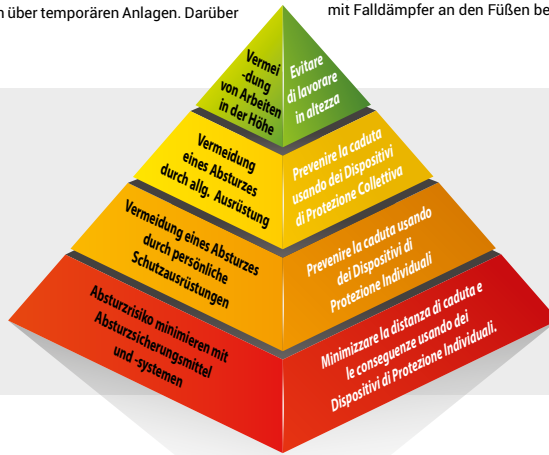 n über temporären Anlagen. Darüber
mit Falldämpfer an den Füßen be
Vermei
-dung
von Arbeiten
in der Höhe
Evitare
di lavorare
in altezza
Vermeidung
eines Absturzes
durch allg. Ausrüstung
Prevenire la caduta
usando dei Dispositivi
di Protezione Collettiva
Vermeidung eines Absturzes
durch persönliche
Schutzausrüstungen
Prevenire la caduta usando
dei Dispositivi di
Protezione Individuali
Absturzrisiko minimieren mit
Absturzsicherungsmittel
und -systemen
Minimizzare la distanza di caduta e
le conseguenze usando dei
Dispositivi di Protezione Individuali.